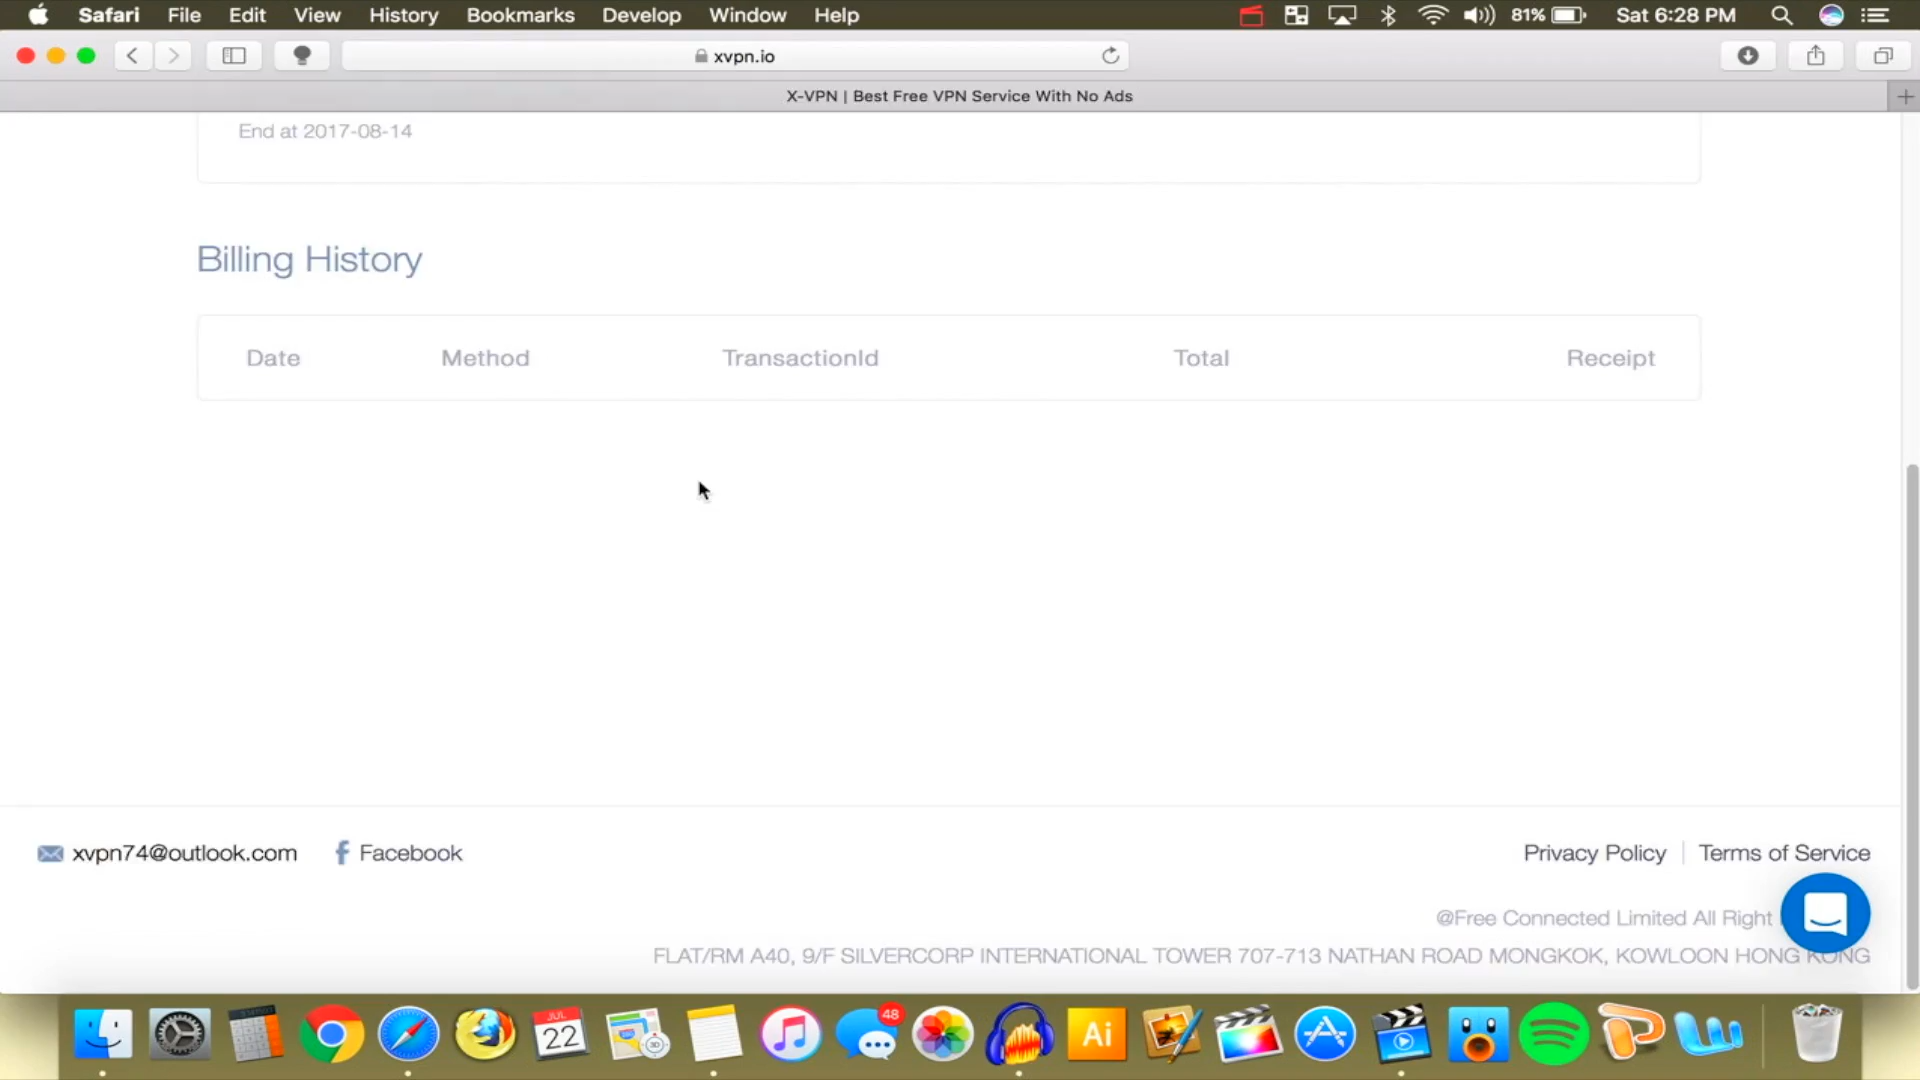 Safari File Edit View History Bookmarks Develop Window Help 81% Sat 6:28 PM
xvpn.io
X-VPN | Best Free VPN Service With No Ads
End at 2017-08-14
Billing History
Date Method TransactionId Total Receipt
xvpn74@outlook.com Facebook Privacy Policy Terms of Service
@Free Connected Limited All Right
FLAT/RM A40, 9/F SILVERCORP INTERNATIONAL TOWER 707-713 NATHAN ROAD MONGKOK, KOWLOON HONG KONG
JUL
22
3D
48
Ai